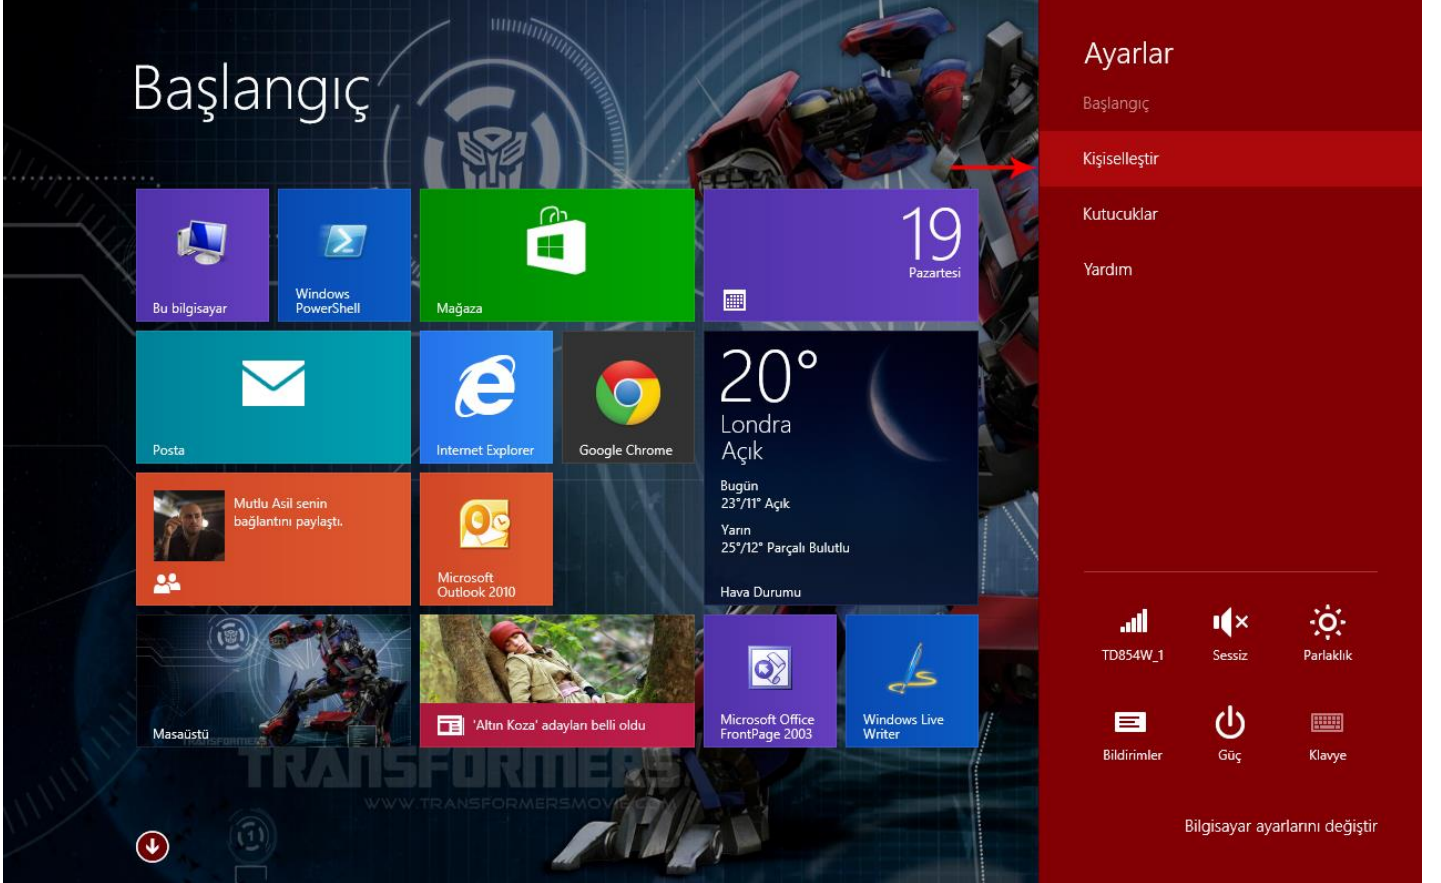 Başlangıç
Bu bilgisayar
Windows
PowerShell
Mağaza
19
Pazartesi
Posta
Internet Explorer
Google Chrome
20°
Londra
Açık
Bugün
23°/11° Açık
Yarın
25°/12° Parçalı Bulutlu
Hava Durumu
Mutlu Asil senin
bağlantını paylaştı.
Microsoft
Outlook 2010
Masaüstü
'Altın Koza' adayları belli oldu
Microsoft Office
FrontPage 2003
Windows Live
Writer
TRANSFORMERS
TRANSFORMERS
WWW.TRANSFORMERSMOVIE.COM
Ayarlar
Başlangıç
Kişiselleştir
Kutucuklar
Yardım
TD854W_1
Sessiz
Parlaklık
Bildirimler
Güç
Klavye
Bilgisayar ayarlarını değiştir